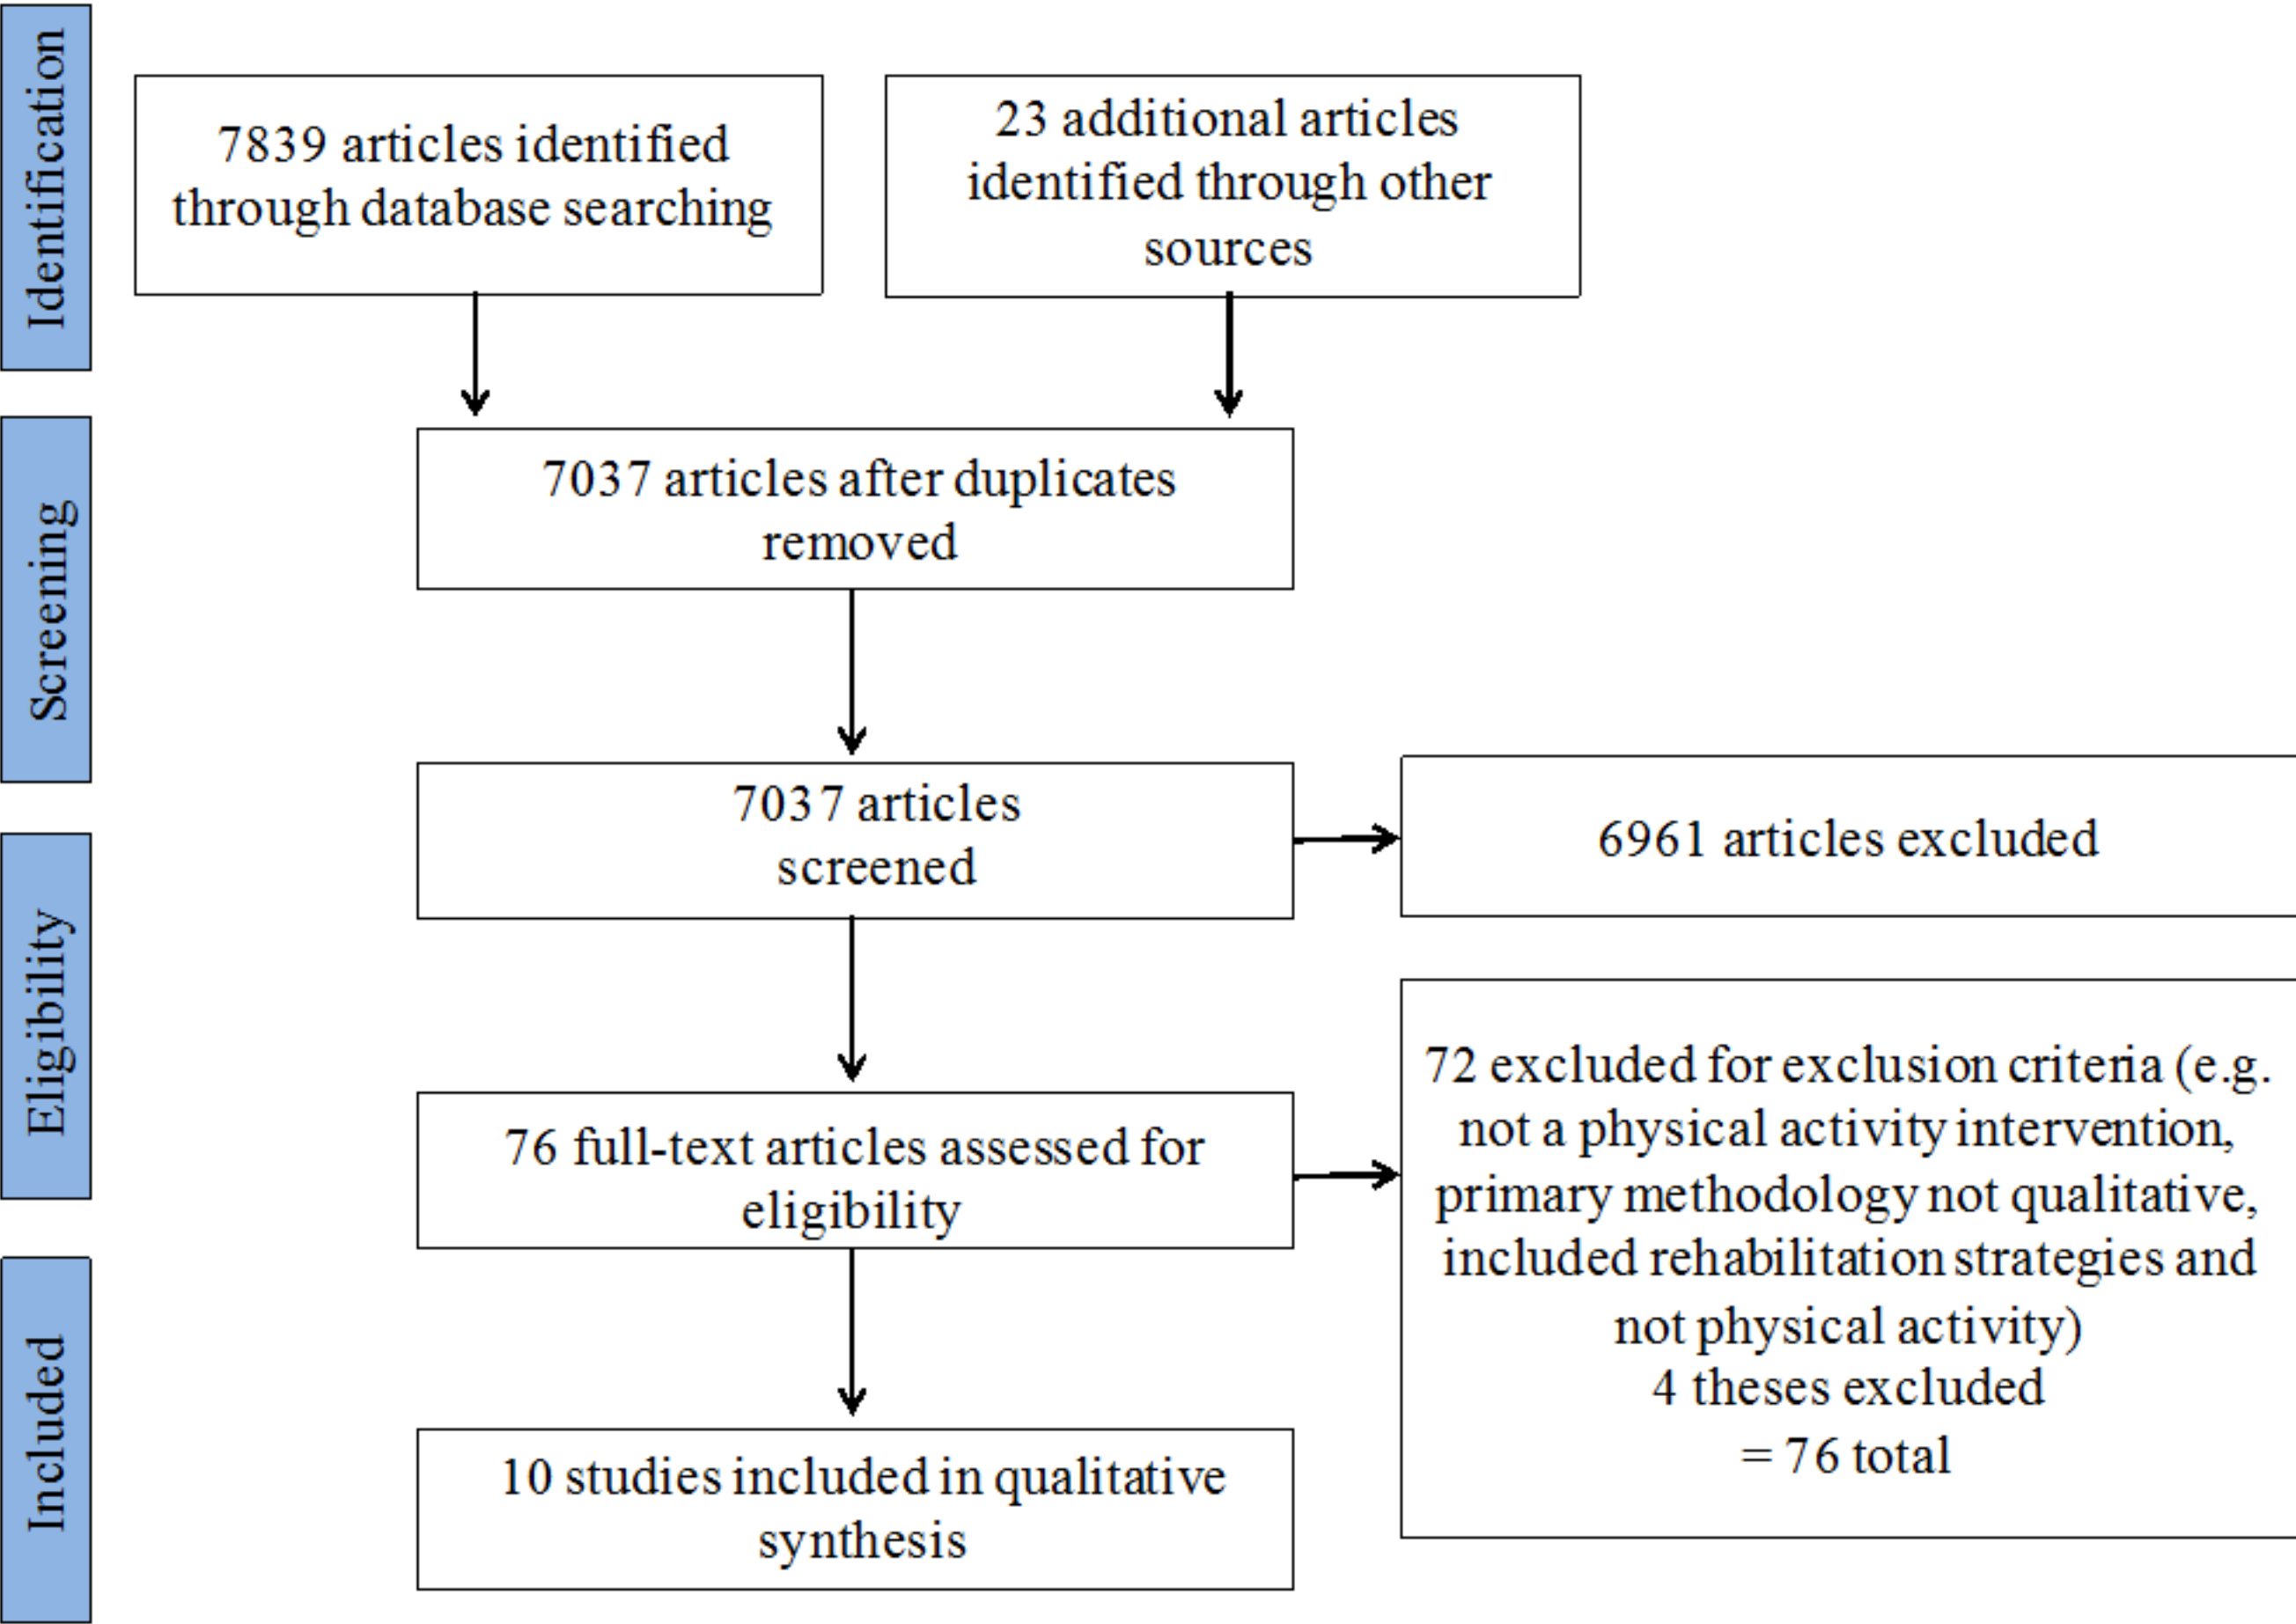 Identification
7839 articles identified
through database searching
23 additional articles
identified through other
sources
Screening
7037 articles after duplicates
removed
7037 articles
screened
6961 articles excluded
Eligibility
76 full-text articles assessed for
eligibility
72 excluded for exclusion criteria (e.g.
not a physical activity intervention,
primary methodology not qualitative,
included rehabilitation strategies and
not physical activity)
4 theses excluded
= 76 total
Included
10 studies included in qualitative
synthesis